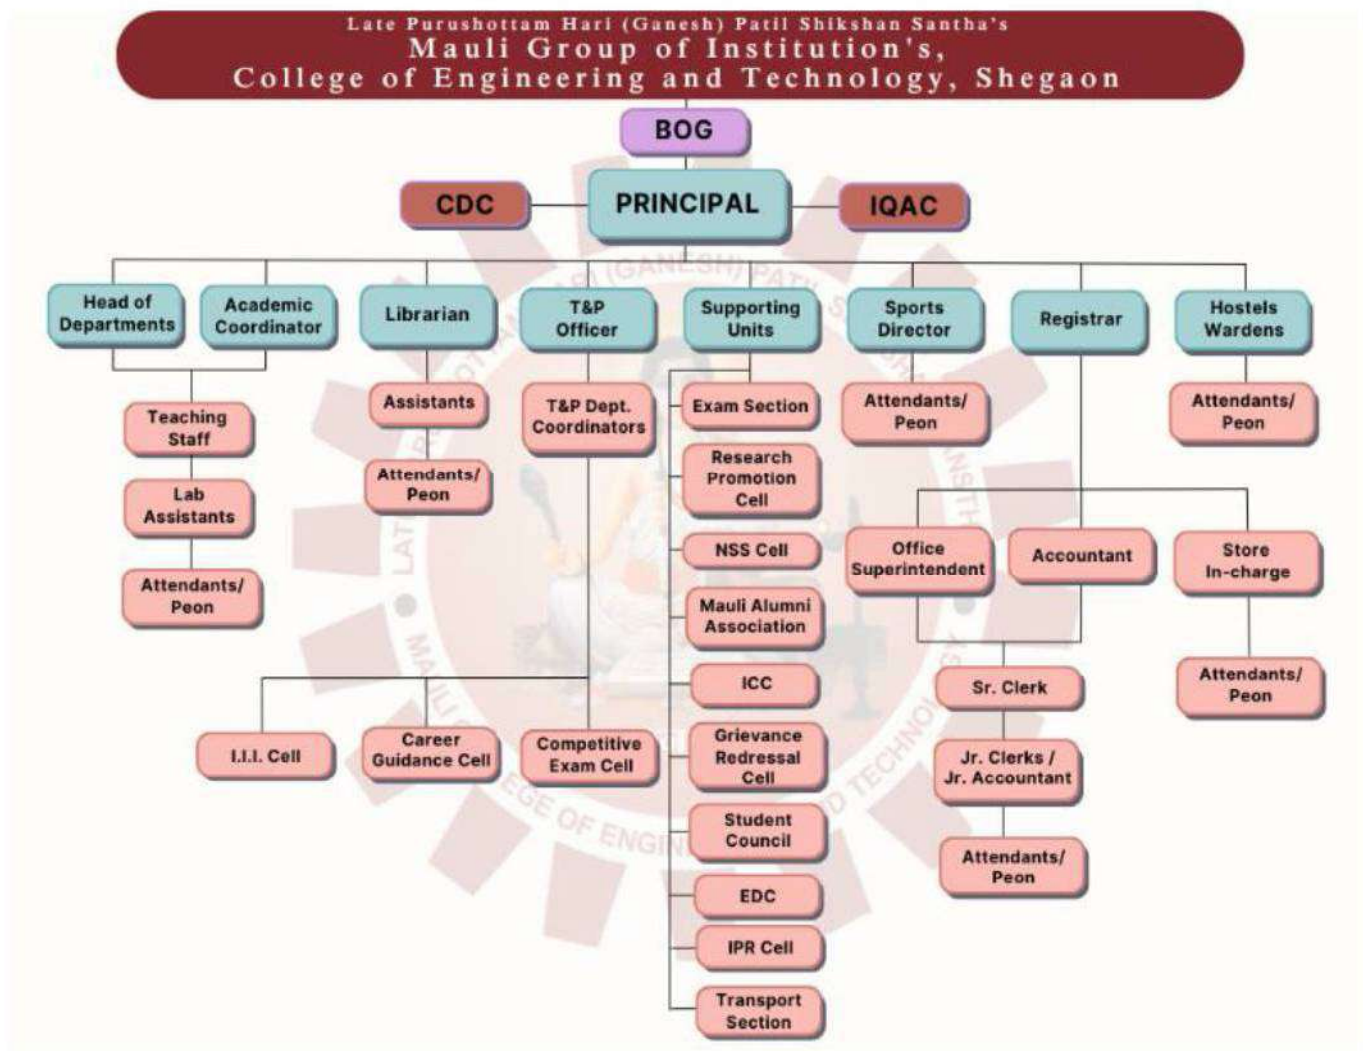 Late Purushottam Hari (Ganesh) Patil Shikshan Santha's
Mauli Group of Institution's,
College of Engineering and Technology, Shegaon
BOG
CDC
PRINCIPAL
IQAC
Head of
Departments
Academic
Coordinator
Librarian
T&P
Officer
Supporting
Units
Sports
Director
Registrar
Hostels
Wardens
Teaching
Staff
Lab
Assistants
Attendants/
Peon
Assistants
Attendants/
Peon
T&P Dept.
Coordinators
I.I.I. Cell
Career
Guidance Cell
Competitive
Exam Cell
Exam Section
Research
Promotion
Cell
NSS Cell
Mauli Alumni
Association
ICC
Grievance
Redressal
Cell
Student
Council
EDC
IPR Cell
Transport
Section
Attendants/
Peon
Office
Superintendent
Accountant
Store
In-charge
Sr. Clerk
Jr. Clerks /
Jr. Accountant
Attendants/
Peon
Attendants/
Peon
Attendants/
Peon